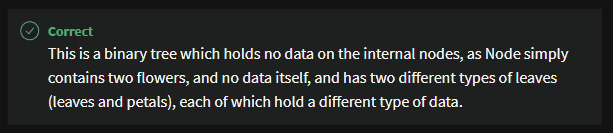 Correct
This is a binary tree which holds no data on the internal nodes, as Node simply
contains two flowers, and no data itself, and has two different types of leaves
(leaves and petals), each of which hold a different type of data.